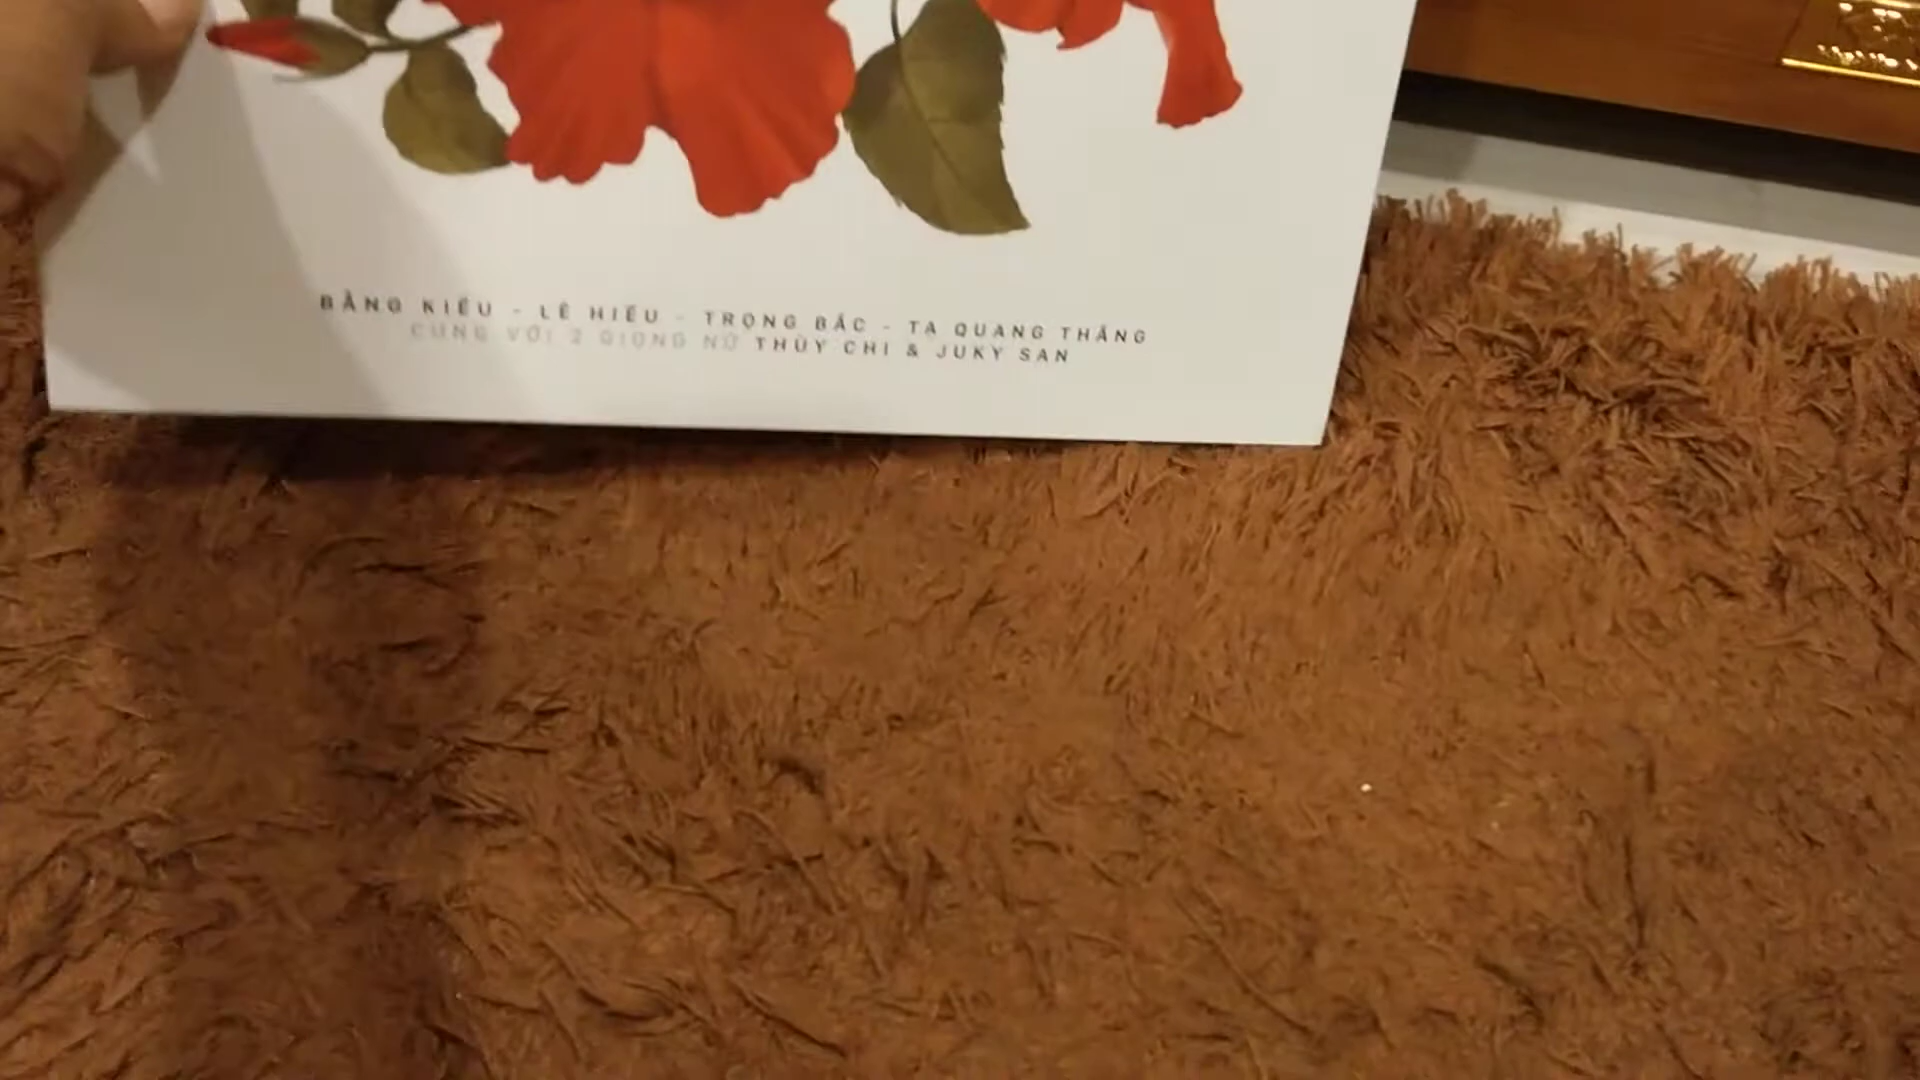 BẰNG KIỀU - LÊ HIẾU - TRỌNG BẮC - TẠ QUANG THẮNG
CÙNG VỚI 2 GIỌNG NỮ THÙY CHI & JUKY SAN